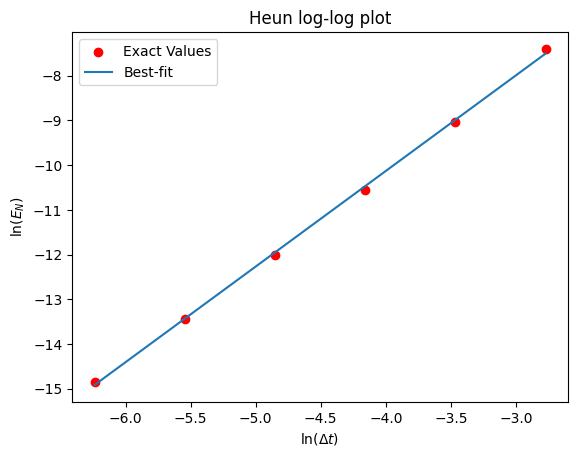 Heun log-log plot
Exact Values
Best-fit
ln(E_N)
−8
−9
−10
−11
−12
−13
−14
−15
−6.0 −5.5 −5.0 −4.5 −4.0 −3.5 −3.0
ln(Δt)